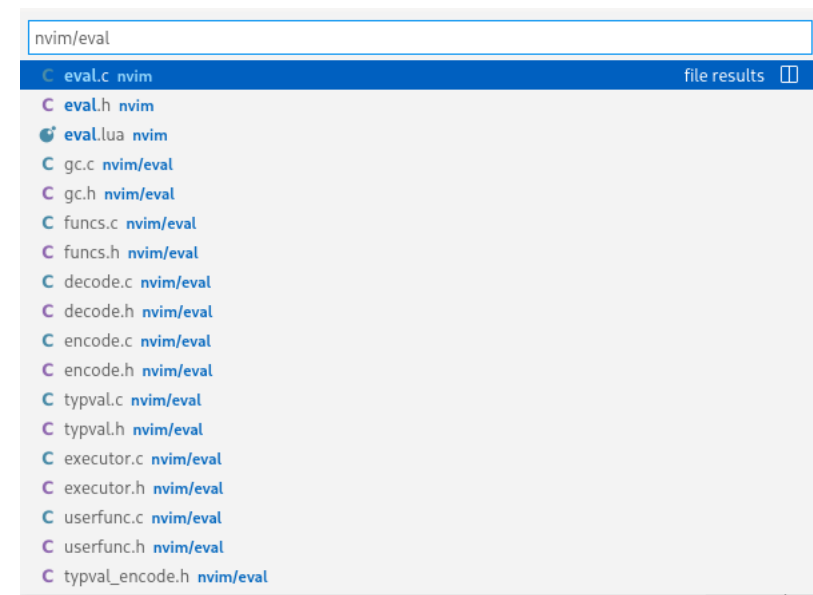 nvim/eval
C eval.c nvim file results
C eval.h nvim
eval.lua nvim
C gc.c nvim/eval
C gc.h nvim/eval
C funcs.c nvim/eval
C funcs.h nvim/eval
C decode.c nvim/eval
C decode.h nvim/eval
C encode.c nvim/eval
C encode.h nvim/eval
C typval.c nvim/eval
C typval.h nvim/eval
C executor.c nvim/eval
C executor.h nvim/eval
C userfunc.c nvim/eval
C userfunc.h nvim/eval
C typval_encode.h nvim/eval